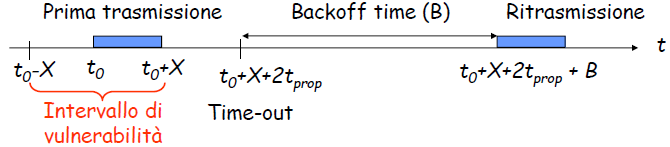 Prima trasmissione
Backoff time (B)
Ritrasmissione
t
t0-X
t0
t0+X
t0+X+2tprop
t0+X+2tprop + B
Intervallo di
vulnerabilità
Time-out